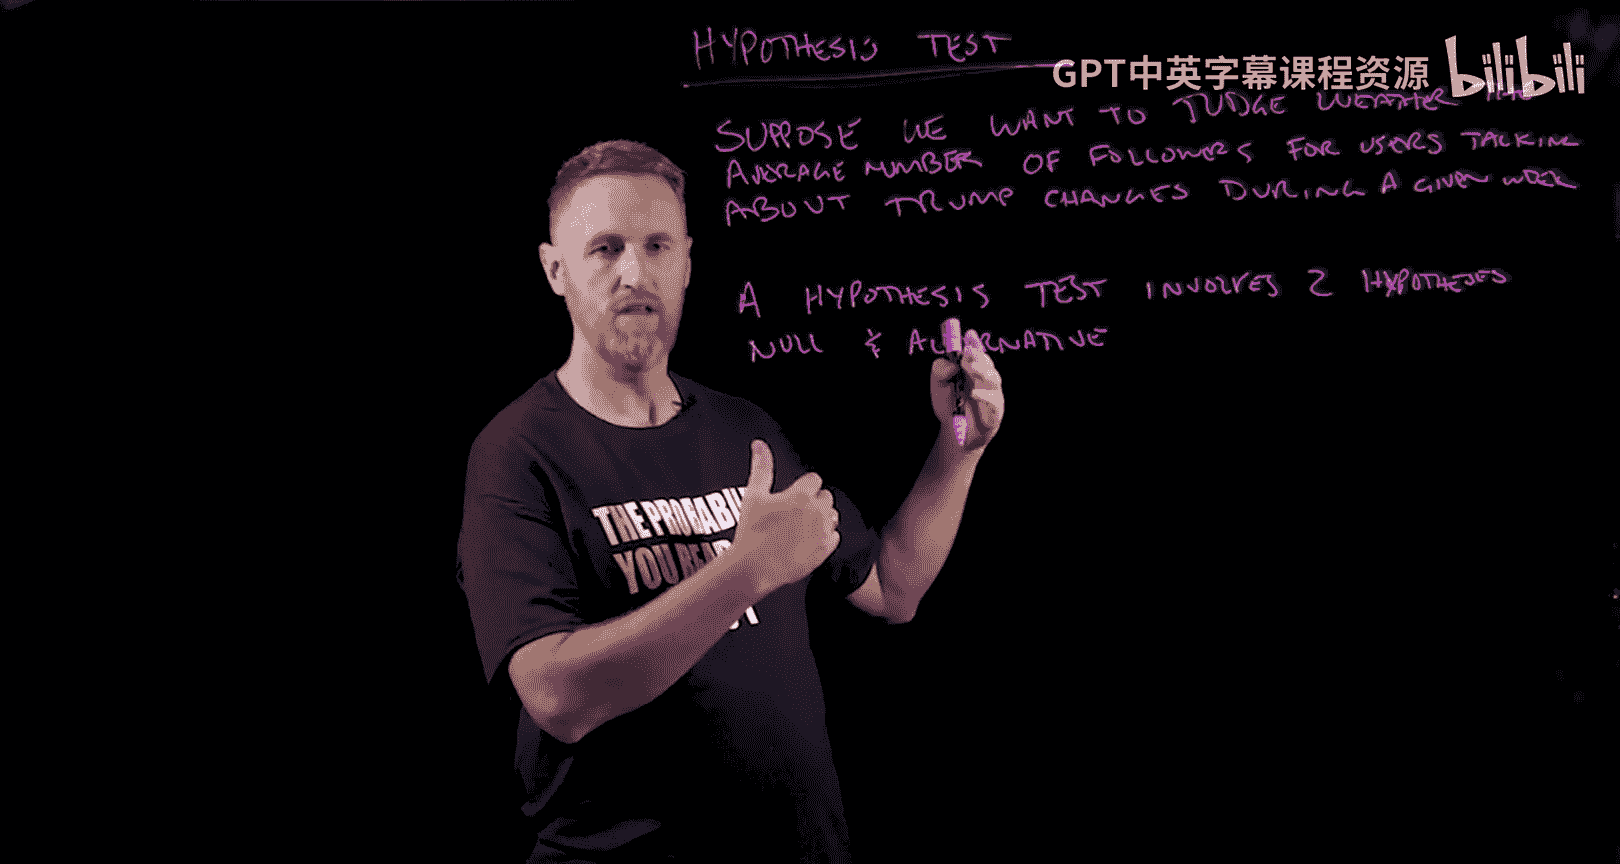 HYPOTHESIS TEST
GPT中英字幕课程资源 bilibili
SUPPOSE WE WANT TO JUDGE WEATHER THE
AVERAGE NUMBER OF FOLLOWERS FOR USERS TALKING
ABOUT TRUMP CHANGES DURING A GIVEN WEEK
A HYPOTHESIS TEST INVOLVES 2 HYPOTHESES
NULL & ALTERNATIVE
THE PROBABIL
YOU READ